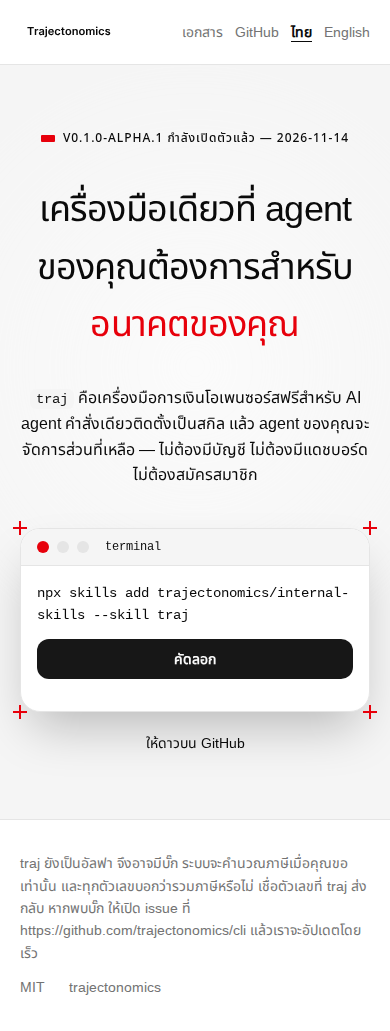 Trajectonomics
เอกสาร GitHub ไทย English
V0.1.0-ALPHA.1 กำลังเปิดตัวแล้ว — 2026-11-14
เครื่องมือเดียวที่ agent
ของคุณต้องการสำหรับ
อนาคตของคุณ
traj คือเครื่องมือการเงินโอเพนซอร์สฟรีสำหรับ AI
agent คำสั่งเดียวติดตั้งเป็นสกิล แล้ว agent ของคุณจะ
จัดการส่วนที่เหลือ — ไม่ต้องมีบัญชี ไม่ต้องมีแดชบอร์ด
ไม่ต้องสมัครสมาชิก
terminal
npx skills add trajectonomics/internal-
skills --skill traj
คัดลอก
ให้ดาวบน GitHub
traj ยังเป็นอัลฟา จึงอาจมีบั๊ก ระบบจะคำนวณภาษีเมื่อคุณขอ
เท่านั้น และทุกตัวเลขบอกว่ารวมภาษีหรือไม่ เชื่อตัวเลขที่ traj ส่ง
กลับ หากพบบั๊ก ให้เปิด issue ที่
https://github.com/trajectonomics/cli แล้วเราจะอัปเดตโดย
เร็ว
MIT trajectonomics